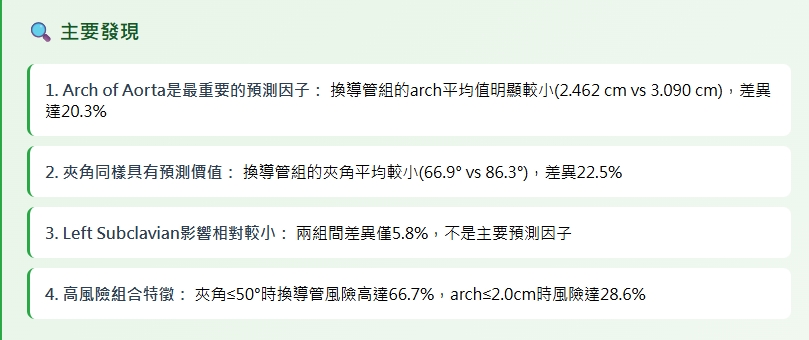 🔍 主要發現
1. Arch of Aorta是最重要的預測因子： 換導管組的arch平均值明顯較小(2.462 cm vs 3.090 cm)，差異
達20.3%
2. 夾角同樣具有預測價值： 換導管組的夾角平均較小(66.9° vs 86.3°)，差異22.5%
3. Left Subclavian影響相對較小： 兩組間差異僅5.8%，不是主要預測因子
4. 高風險組合特徵： 夾角≤50°時換導管風險高達66.7%，arch≤2.0cm時風險達28.6%